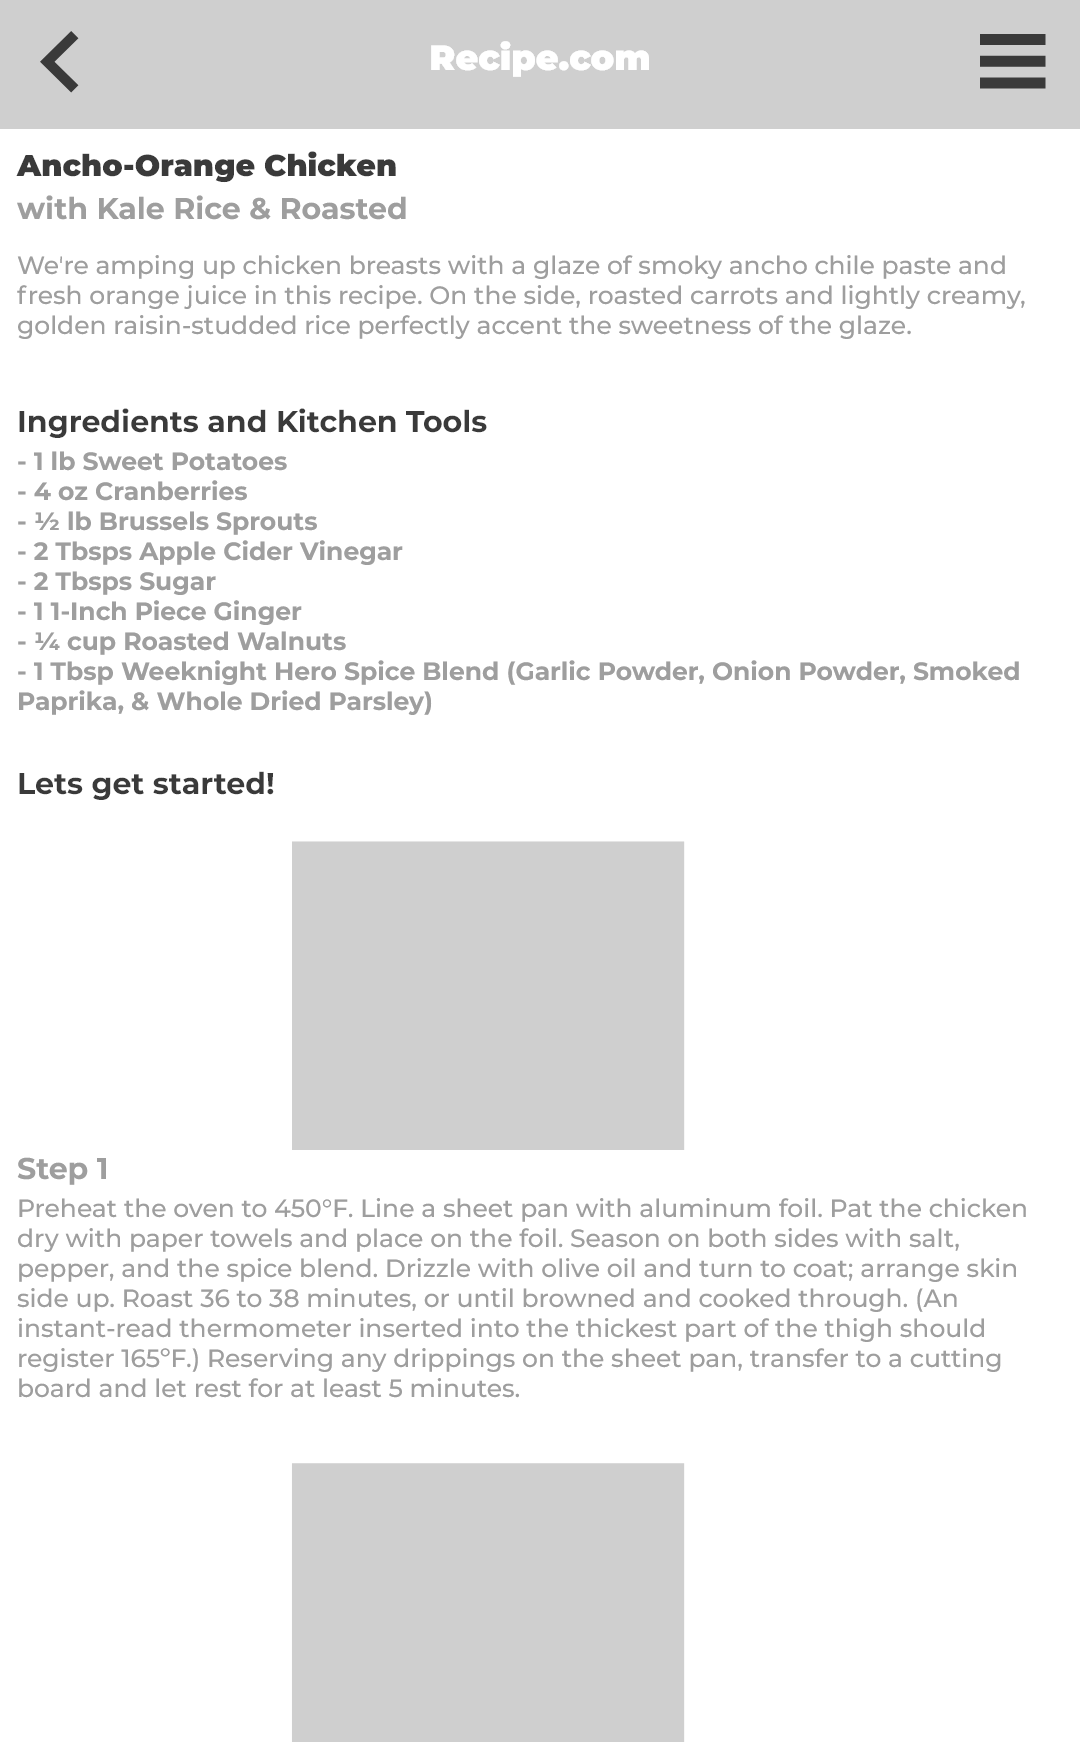 Recipe.com
Ancho-Orange Chicken
with Kale Rice & Roasted
We're amping up chicken breasts with a glaze of smoky ancho chile paste and
fresh orange juice in this recipe. On the side, roasted carrots and lightly creamy,
golden raisin-studded rice perfectly accent the sweetness of the glaze.
Ingredients and Kitchen Tools
- 1 lb Sweet Potatoes
- 4 oz Cranberries
- ½ lb Brussels Sprouts
- 2 Tbsps Apple Cider Vinegar
- 2 Tbsps Sugar
- 1 1-Inch Piece Ginger
- ¼ cup Roasted Walnuts
- 1 Tbsp Weeknight Hero Spice Blend (Garlic Powder, Onion Powder, Smoked
Paprika, & Whole Dried Parsley)
Lets get started!
Step 1
Preheat the oven to 450°F. Line a sheet pan with aluminum foil. Pat the chicken
dry with paper towels and place on the foil. Season on both sides with salt,
pepper, and the spice blend. Drizzle with olive oil and turn to coat; arrange skin
side up. Roast 36 to 38 minutes, or until browned and cooked through. (An
instant-read thermometer inserted into the thickest part of the thigh should
register 165ºF.) Reserving any drippings on the sheet pan, transfer to a cutting
board and let rest for at least 5 minutes.